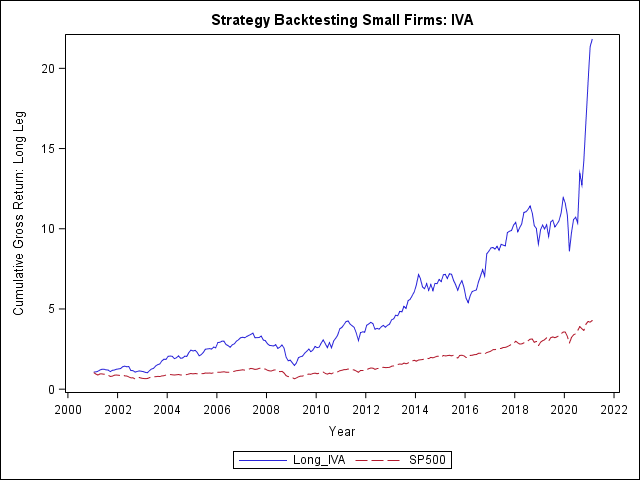 Strategy Backtesting Small Firms: IVA
Cumulative Gross Return: Long Leg
20
15
10
5
0
2000 2002 2004 2006 2008 2010 2012 2014 2016 2018 2020 2022
Year
Long_IVA SP500